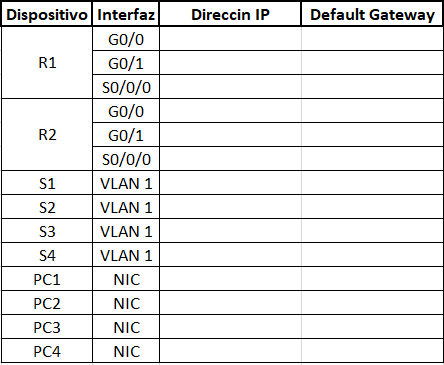 Dispositivo Interfaz Direccin IP Default Gateway
R1 G0/0
G0/1
S0/0/0
R2 G0/0
G0/1
S0/0/0
S1 VLAN 1
S2 VLAN 1
S3 VLAN 1
S4 VLAN 1
PC1 NIC
PC2 NIC
PC3 NIC
PC4 NIC